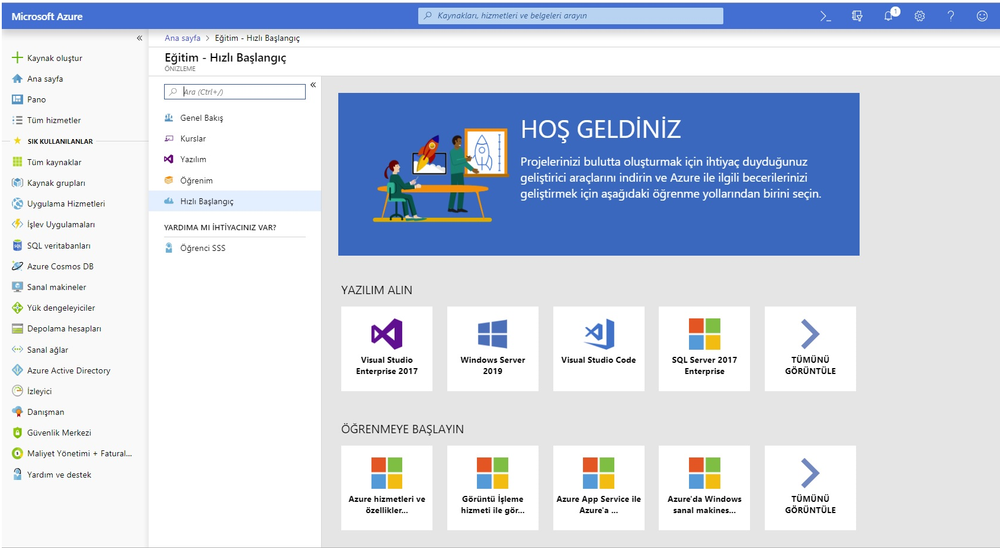 Microsoft Azure
Kaynakları, hizmetleri ve belgeleri arayın
>_
1
?
«
Kaynak oluştur
Ana sayfa
Pano
Tüm hizmetler
SIK KULLANILANLAR
Tüm kaynaklar
Kaynak grupları
Uygulama Hizmetleri
İşlev Uygulamaları
SQL veritabanları
Azure Cosmos DB
Sanal makineler
Yük dengeleyiciler
Depolama hesapları
Sanal ağlar
Azure Active Directory
İzleyici
Danışman
Güvenlik Merkezi
Maliyet Yönetimi + Fatural...
Yardım ve destek
Ana sayfa > Eğitim - Hızlı Başlangıç
Eğitim - Hızlı Başlangıç
ÖNİZLEME
Ara (Ctrl+/)
«
Genel Bakış
Kurslar
Yazılım
Öğrenim
Hızlı Başlangıç
YARDIMA MI İHTİYACINIZ VAR?
Öğrenci SSS
HOŞ GELDİNİZ
Projelerinizi bulutta oluşturmak için ihtiyaç duyduğunuz
geliştirici araçlarını indirin ve Azure ile ilgili becerilerinizi
geliştirmek için aşağıdaki öğrenme yollarından birini seçin.
YAZILIM ALIN
Visual Studio
Enterprise 2017
Windows Server
2019
Visual Studio Code
SQL Server 2017
Enterprise
TÜMÜNÜ
GÖRÜNTÜLE
ÖĞRENMEYE BAŞLAYIN
Azure hizmetleri ve
özellikler...
Görüntü İşleme
hizmeti ile gör...
Azure App Service ile
Azure'a ...
Azure'da Windows
sanal makines...
TÜMÜNÜ
GÖRÜNTÜLE